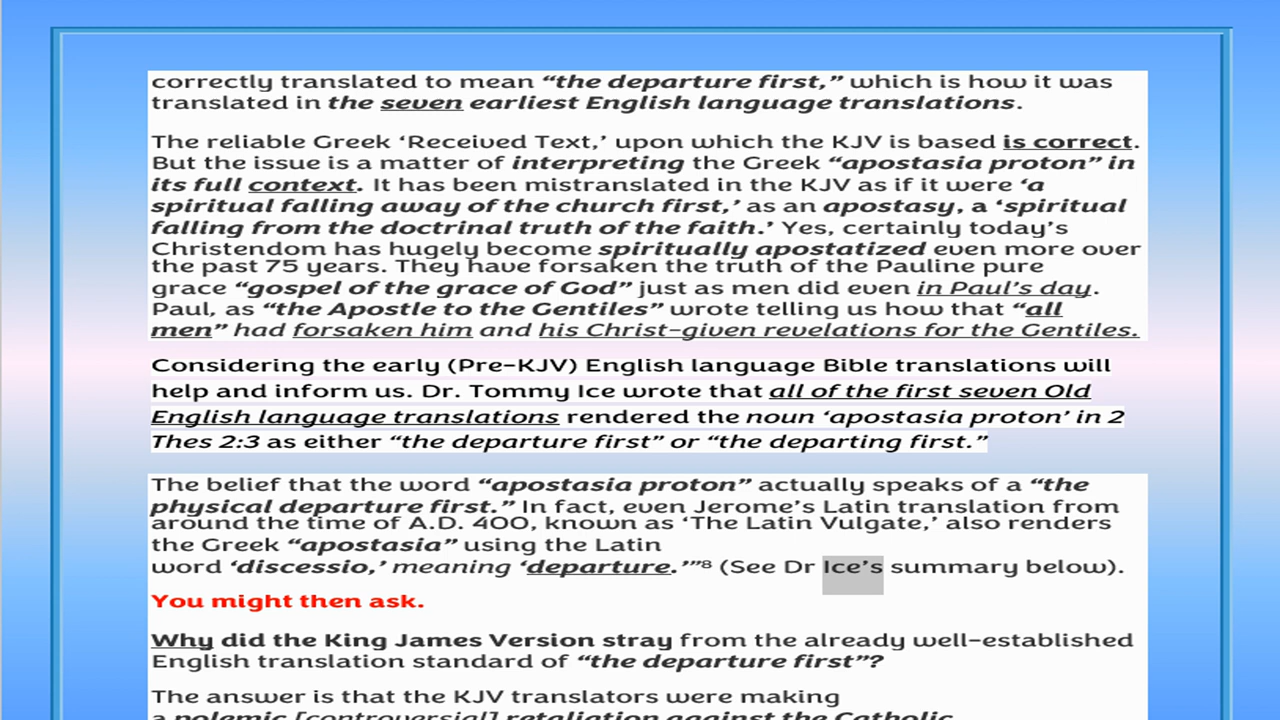 correctly translated to mean “the departure first,” which is how it was
translated in the seven earliest English language translations.
The reliable Greek ‘Received Text,’ upon which the KJV is based is correct.
But the issue is a matter of interpreting the Greek “apostasia proton” in
its full context. It has been mistranslated in the KJV as if it were ‘a
spiritual falling away of the church first,’ as an apostasy, a ‘spiritual
falling from the doctrinal truth of the faith.’ Yes, certainly today’s
Christendom has hugely become spiritually apostatized even more over
the past 75 years. They have forsaken the truth of the Pauline pure
grace “gospel of the grace of God” just as men did even in Paul’s day.
Paul, as “the Apostle to the Gentiles” wrote telling us how that “all
men” had forsaken him and his Christ-given revelations for the Gentiles.
Considering the early (Pre-KJV) English language Bible translations will
help and inform us. Dr. Tommy Ice wrote that all of the first seven Old
English language translations rendered the noun ‘apostasia proton’ in 2
Thes 2:3 as either “the departure first” or “the departing first.”
The belief that the word “apostasia proton” actually speaks of a “the
physical departure first.” In fact, even Jerome’s Latin translation from
around the time of A.D. 400, known as ‘The Latin Vulgate,’ also renders
the Greek “apostasia” using the Latin
word ‘discessio,’ meaning ‘departure.’”⁸ (See Dr Ice’s summary below).
You might then ask.
Why did the King James Version stray from the already well-established
English translation standard of “the departure first”?
The answer is that the KJV translators were making
a polemic [controversial] retaliation against the Catholic